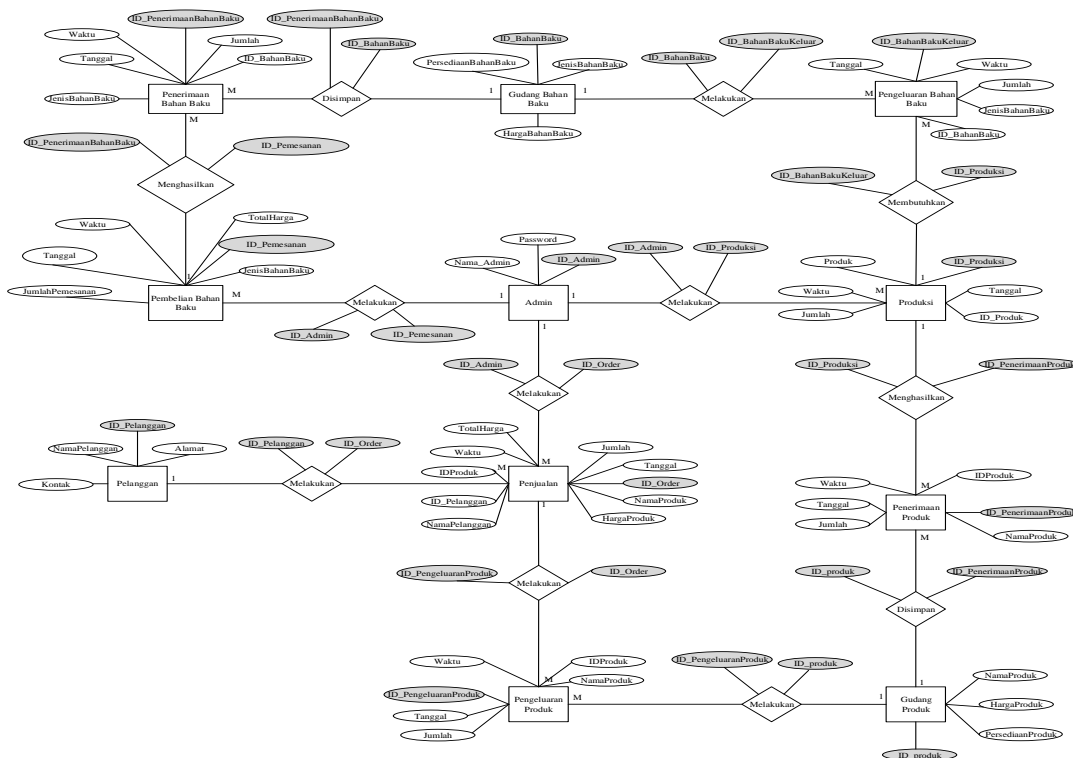 ID_PenerimaanBahanBaku
ID_PenerimaanBahanBaku
Waktu
Jumlah
ID_BahanBaku
ID_BahanBaku
ID_BahanBakuKeluar
ID_BahanBakuKeluar
Tanggal
ID_BahanBaku
PersediaanBahanBaku
JenisBahanBaku
ID_BahanBaku
Tanggal
Waktu
Jumlah
JenisBahanBaku
Penerimaan
Bahan Baku
M
Disimpan
1
Gudang Bahan
Baku
1
Melakukan
M
Pengeluaran Bahan
Baku
JenisBahanBaku
M
HargaBahanBaku
M
ID_BahanBaku
ID_PenerimaanBahanBaku
ID_Pemesanan
Menghasilkan
ID_BahanBakuKeluar
ID_Produksi
Membutuhkan
Waktu
TotalHarga
ID_Pemesanan
Tanggal
JenisBahanBaku
JumlahPemesanan
1
Pembelian Bahan
Baku
M
Melakukan
ID_Admin
ID_Pemesanan
Password
Nama_Admin
ID_Admin
1
Admin
1
1
ID_Admin
ID_Produksi
Melakukan
Produk
ID_Produksi
Waktu
M
1
Tanggal
Jumlah
Produksi
ID_Produk
1
ID_Admin
ID_Order
Melakukan
ID_Produksi
ID_PenerimaanProduk
Menghasilkan
ID_Pelanggan
NamaPelanggan
Alamat
Kontak
Pelanggan
1
ID_Pelanggan
ID_Order
Melakukan
TotalHarga
Waktu
M
M
IDProduk
ID_Pelanggan
NamaPelanggan
Penjualan
1
Jumlah
Tanggal
ID_Order
NamaProduk
HargaProduk
IDProduk
Waktu
M
Tanggal
Jumlah
Penerimaan
Produk
ID_PenerimaanProduk
NamaProduk
M
ID_PengeluaranProduk
ID_Order
Melakukan
ID_produk
ID_PenerimaanProduk
Disimpan
Waktu
IDProduk
M
NamaProduk
ID_PengeluaranProduk
Tanggal
Jumlah
Pengeluaran
Produk
M
ID_PengeluaranProduk
ID_produk
Melakukan
1
1
Gudang
Produk
NamaProduk
HargaProduk
PersediaanProduk
ID_produk